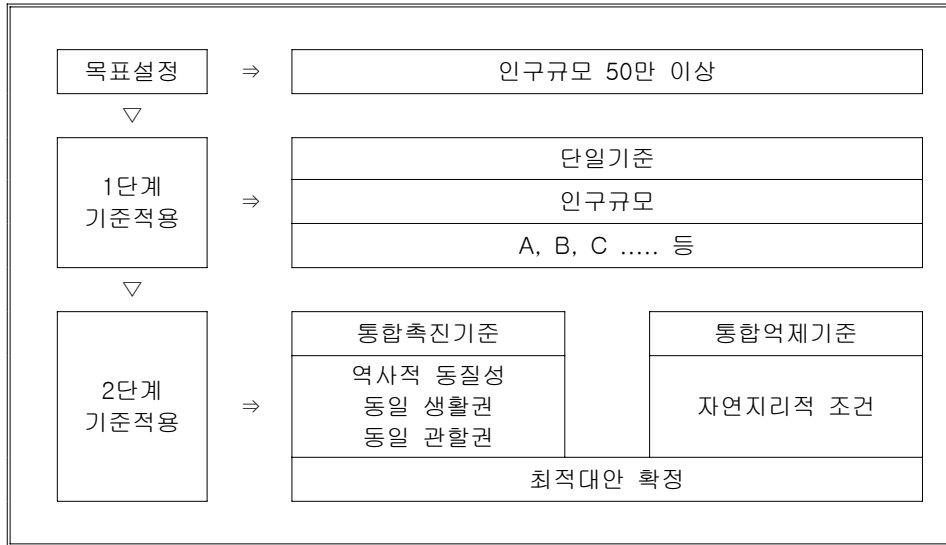 목표설정 ⇒ 인구규모 50만 이상
▽
1단계
기준적용
⇒
단일기준
인구규모
A, B, C ..... 등
▽
2단계
기준적용
⇒
통합촉진기준
역사적 동질성
동일 생활권
동일 관할권
통합억제기준
자연지리적 조건
최적대안 확정